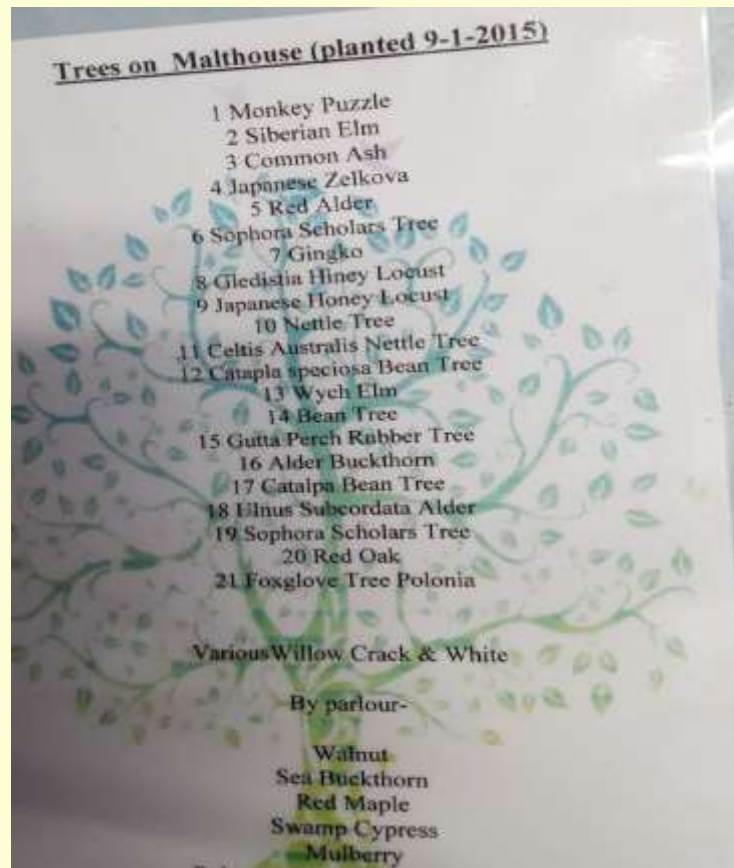 Trees on Malthouse (planted 9-1-2015)
1 Monkey Puzzle
2 Siberian Elm
3 Common Ash
4 Japanese Zelkova
5 Red Alder
6 Sophora Scholars Tree
7 Gingko
8 Gledistia Hiney Locust
9 Japanese Honey Locust
10 Nettle Tree
11 Celtis Australis Nettle Tree
12 Catapla speciosa Bean Tree
13 Wych Elm
14 Bean Tree
15 Gutta Perch Rubber Tree
16 Alder Buckthorn
17 Catalpa Bean Tree
18 Elnus Subcordata Alder
19 Sophora Scholars Tree
20 Red Oak
21 Foxglove Tree Polonia
VariousWillow Crack & White
By parlour-
Walnut
Sea Buckthorn
Red Maple
Swamp Cypress
Mulberry